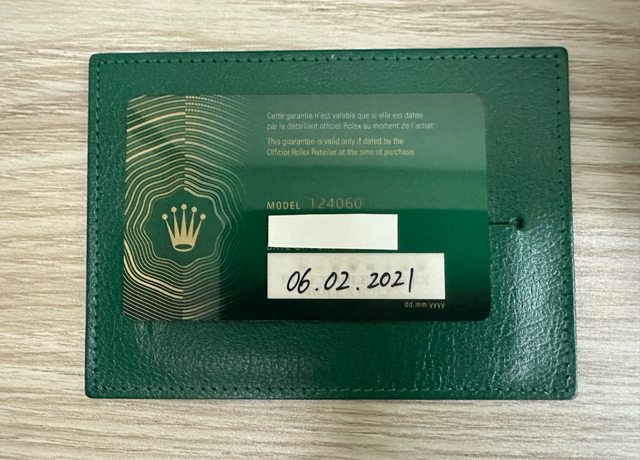 Cette garantie n'est valable que si elle est datée
par le détaillant officiel Rolex au moment de l'achat.
This guarantee is valid only if dated by the
Official Rolex Retailer at the time of purchase.
MODEL 124060
06.02.2021
dd.mm.yyyy